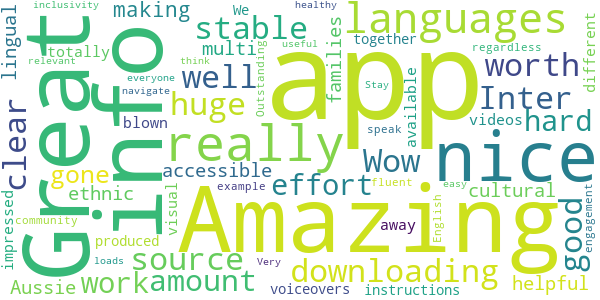 inclusivity
We
healthy
making
stable
languages
lingual
totally
multi
together
regardless
relevant
everyone
useful
think
navigate
Great
info
Outstanding
families
different
app
well
worth
clear
huge
Stay
Inter
available
blown
videos
hard
really
speak
nice
Wow
gone
accessible
effort
example
fluent
cultural
easy
ethnic
visual
Amazing
away
English
good
engagement
impressed
community
produced
source
downloading
loads
Very
Aussie
work
amount
voiceovers
instructions
helpful